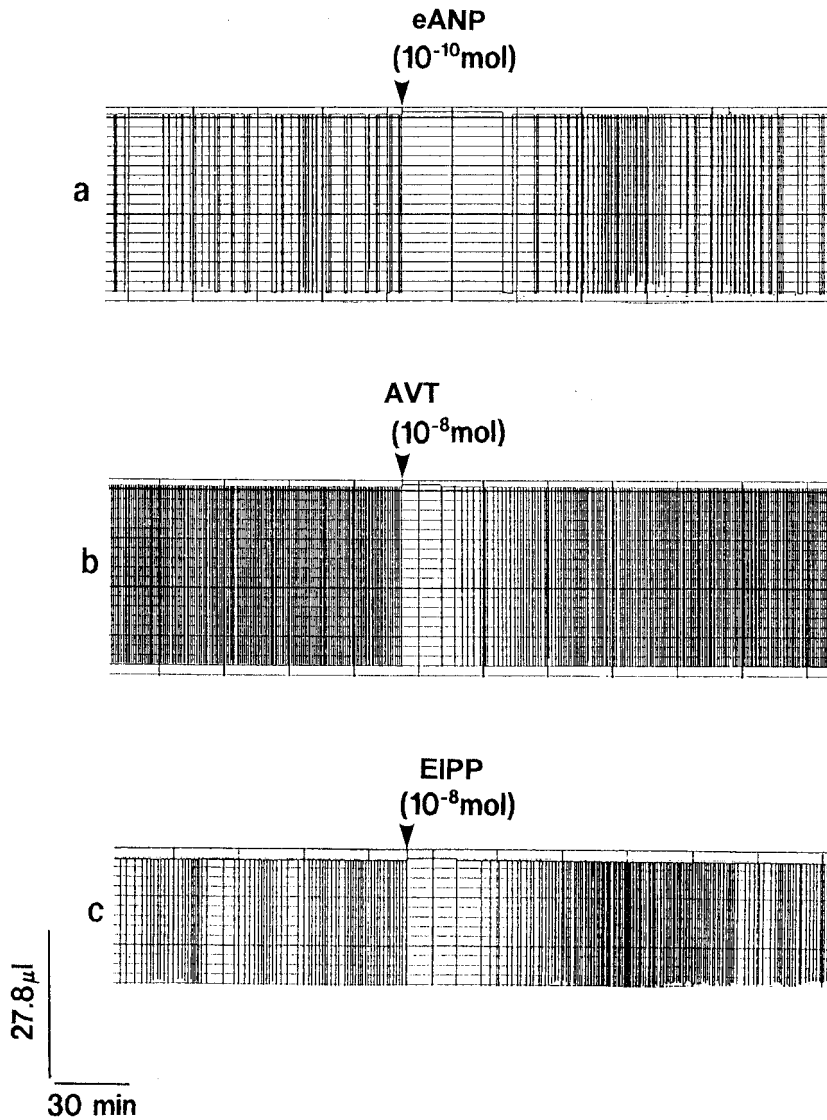 eANP
(10⁻¹⁰mol)
a
AVT
(10⁻⁸mol)
b
EIPP
(10⁻⁸mol)
c
27.8μl
30 min